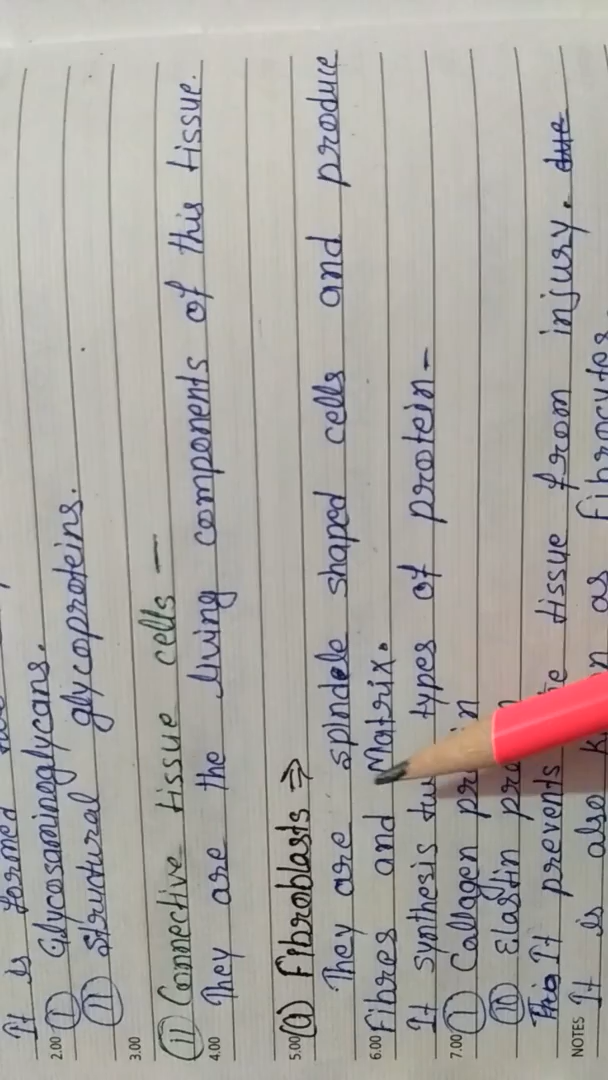 It is formed
(I) Glycosaminoglycans.
2.00
(II) Structural glycoproteins.
3.00
(ii) Connective tissue cells –
They are the living components of this tissue.
4.00
5.00
(a) Fibroblasts ⇒
They are spindle shaped cells and produce
Fibres and Matrix.
6.00
It synthesis types of protein –
(I) Collagen
7.00
(II) Elastin
It prevents tissue from injury. due
NOTES
It is also as fibrocytes.